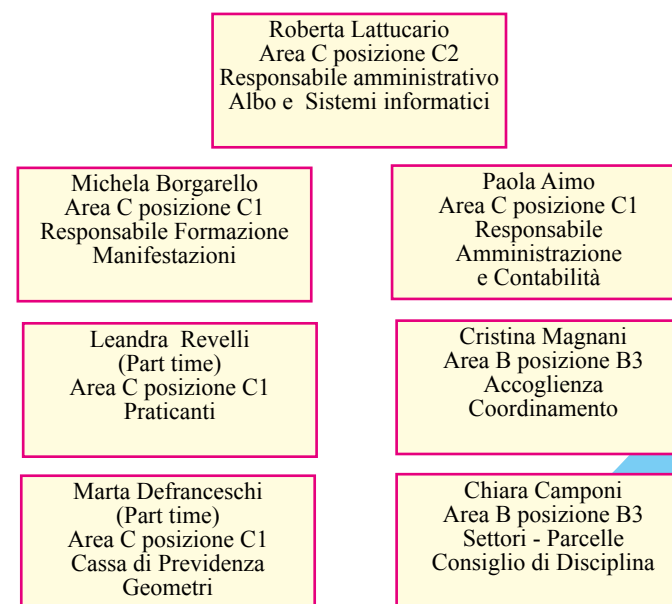 Roberta Lattucario
Area C posizione C2
Responsabile amministrativo
Albo e Sistemi informatici
Michela Borgarello
Area C posizione C1
Responsabile Formazione
Manifestazioni
Paola Aimo
Area C posizione C1
Responsabile
Amministrazione
e Contabilità
Leandra Revelli
(Part time)
Area C posizione C1
Praticanti
Cristina Magnani
Area B posizione B3
Accoglienza
Coordinamento
Marta Defranceschi
(Part time)
Area C posizione C1
Cassa di Previdenza
Geometri
Chiara Camponi
Area B posizione B3
Settori - Parcelle
Consiglio di Disciplina